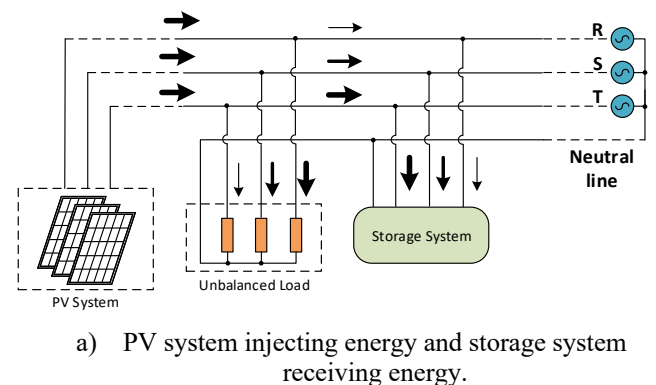 R
S
T
Neutral
line
Storage System
Unbalanced Load
PV System
a) PV system injecting energy and storage system
receiving energy.